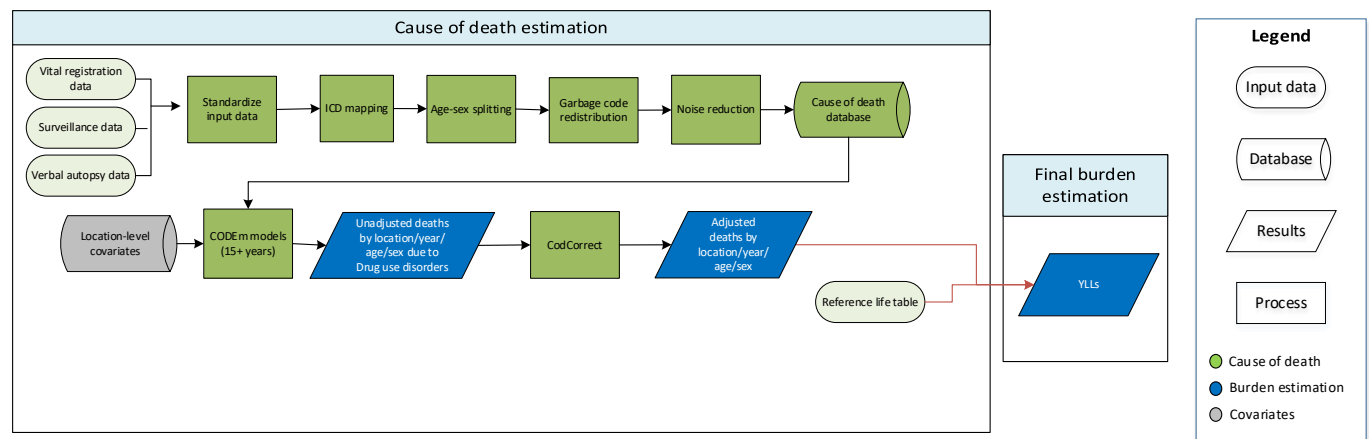 Cause of death estimation
Vital registration
data
Surveillance data
Verbal autopsy data
Standardize
input data
ICD mapping
Age-sex splitting
Garbage code
redistribution
Noise reduction
Cause of death
database
Location-level
covariates
CODEm models
(15+ years)
Unadjusted deaths
by location/year/
age/sex due to
Drug use disorders
CodCorrect
Adjusted
deaths by
location/year/
age/sex
Reference life table
Final burden
estimation
YLLs
Legend
Input data
Database
Results
Process
Cause of death
Burden estimation
Covariates